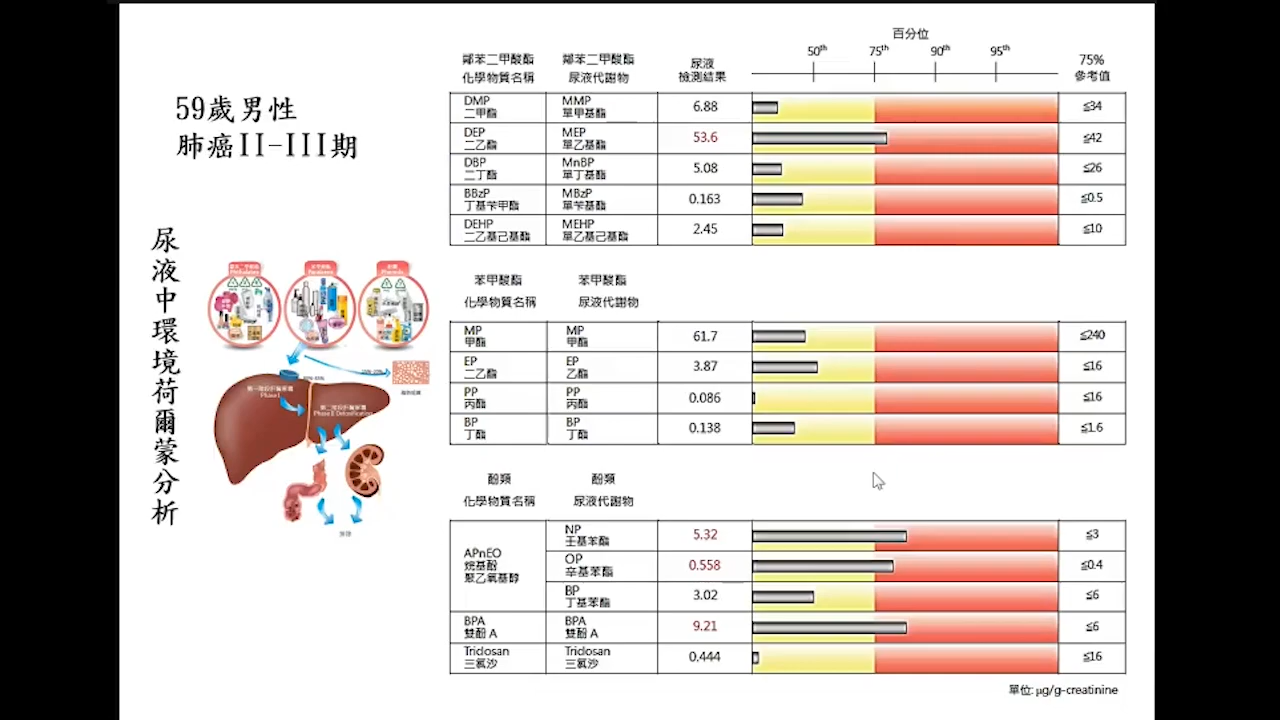 59歲男性
肺癌II-III期
尿液中環境荷爾蒙分析
Phase I
Phase II Detoxification
百分位
50th 75th 90th 95th
鄰苯二甲酸酯 鄰苯二甲酸酯 尿液 75%
化學物質名稱 尿液代謝物 檢測結果 參考值
DMP MMP 6.88 ≦34
二甲酯 單甲基酯
DEP MEP 53.6 ≦42
二乙酯 單乙基酯
DBP MnBP 5.08 ≦26
二丁酯 單丁基酯
BBzP MBzP 0.163 ≦0.5
丁基苄甲酯 單苄基酯
DEHP MEHP 2.45 ≦10
二乙基己基酯 單乙基己基酯
苯甲酸酯 苯甲酸酯
化學物質名稱 尿液代謝物
MP MP 61.7 ≦240
甲酯 甲酯
EP EP 3.87 ≦16
二乙酯 乙酯
PP PP 0.086 ≦16
丙酯 丙酯
BP BP 0.138 ≦1.6
丁酯 丁酯
酚類 酚類
化學物質名稱 尿液代謝物
APnEO 烷基酚 聚乙氧基醇
NP 5.32 ≦3
壬基苯酯
OP 0.558 ≦0.4
辛基苯酯
BP 3.02 ≦6
丁基苯酯
BPA BPA 9.21 ≦6
雙酚 A 雙酚 A
Triclosan Triclosan 0.444 ≦16
三氯沙 三氯沙
單位: μg/g-creatinine